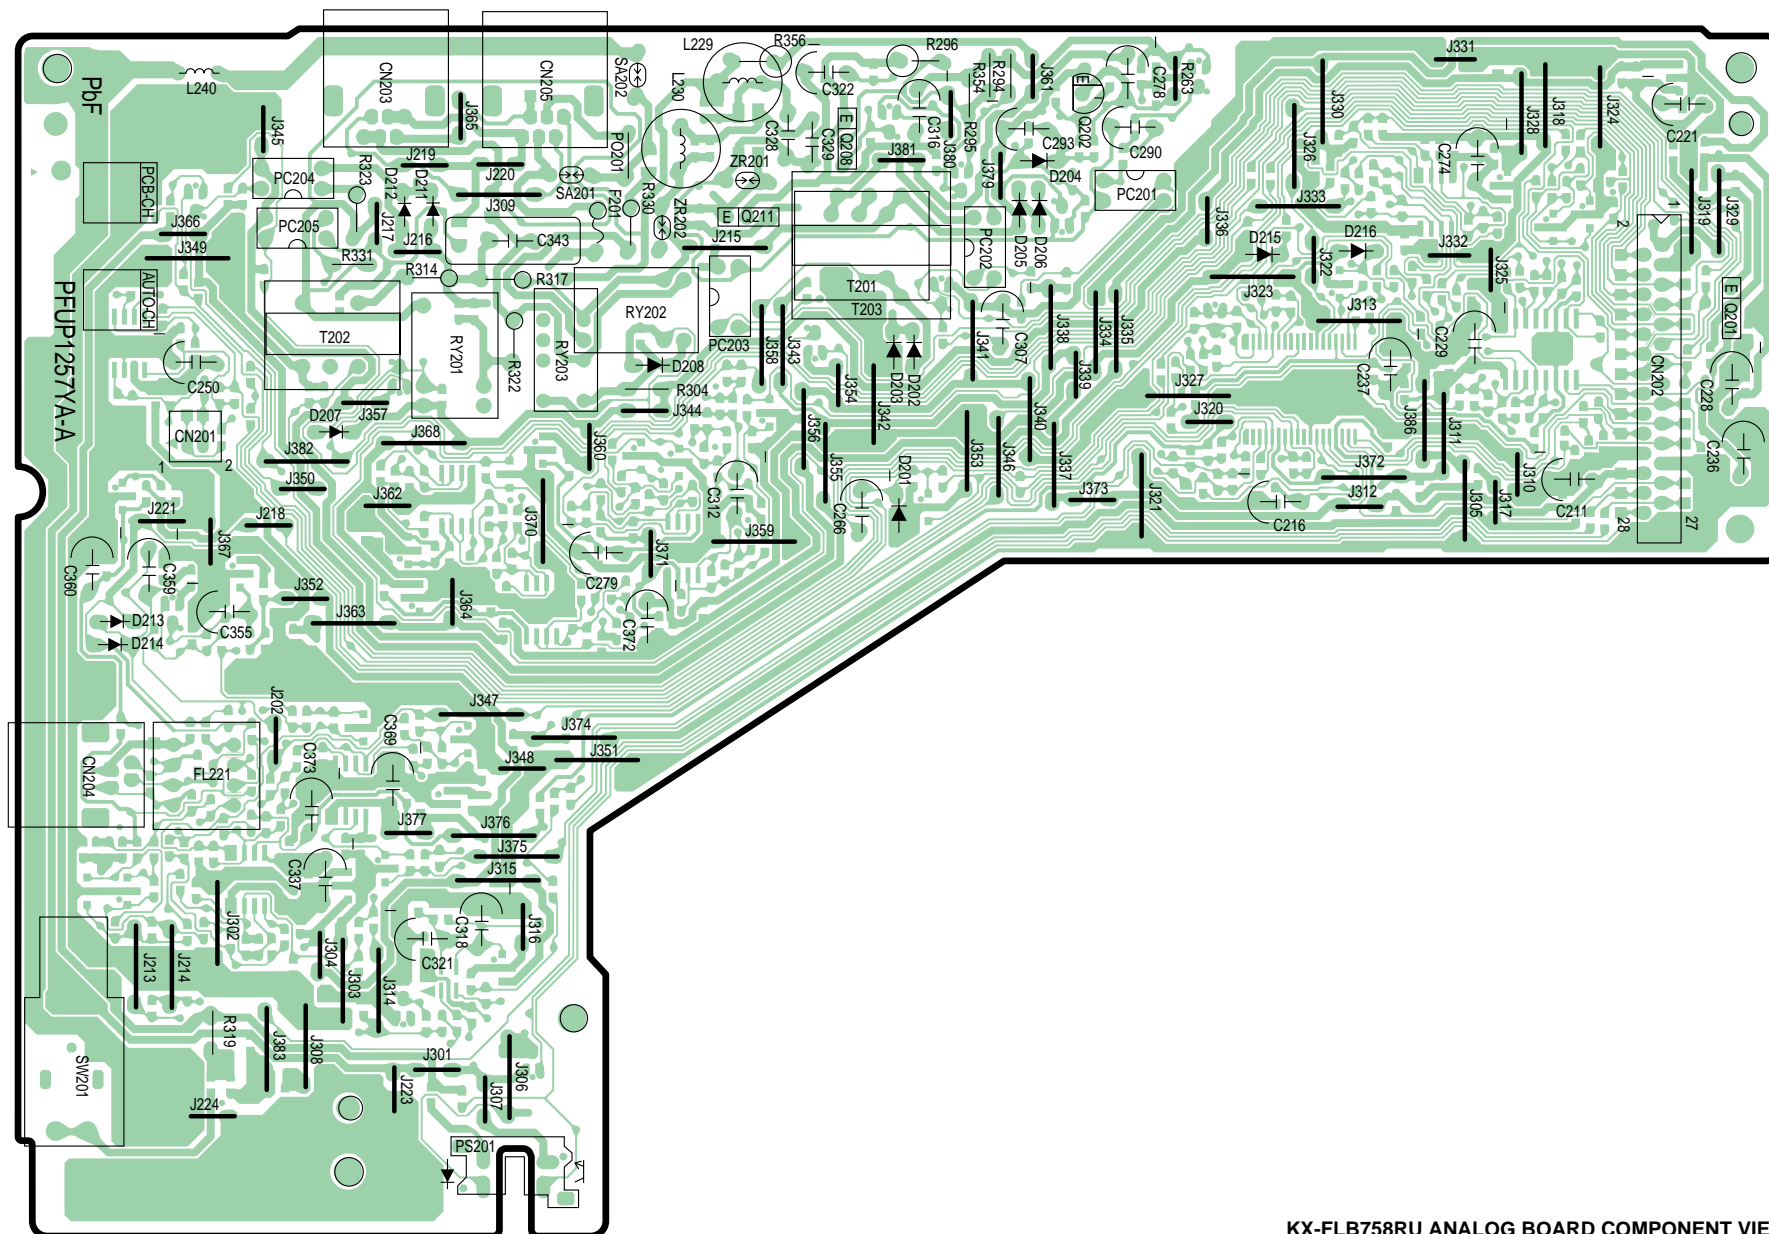 L229
R356
R296
J331
CN203
CN205
SA202
L240
PbF
L230
C322
R354
R294
J361
C278
R263
E
Q202
J330
J328
J318
J324
C221
J345
J365
PO201
C328
C329
E Q208
C316
J380
R295
C293
C290
J326
C274
PCB-CH
PC204
R323
J219
J220
SA201
ZR201
J381
J379
D204
PC201
D212
D211
J309
F201
R330
ZR202
E Q211
J333
J319
J329
1
2
J366
PC205
J217
J216
C343
J215
PC202
D205
D206
J336
D215
D216
J332
J322
J325
J349
R331
R314
R317
AUTOCH
T201
T203
J323
PFUP1257YA-A
T202
RY201
R322
RY203
RY202
PC203
J358
J343
J341
C307
J338
J334
J335
J313
C229
E Q201
C250
D208
D203
D202
J339
C237
CN202
C228
R304
J354
J342
J327
J357
J344
J340
J320
J386
J311
D207
CN201
J368
J360
J356
J355
J353
J346
J337
C236
1
2
J382
J350
J362
C312
D201
J373
J372
J310
C211
J221
J218
J370
C266
J321
C216
J312
J305
J317
28
27
J367
J359
C360
C359
C279
J371
J352
J363
J364
C355
C372
D213
D214
J202
J347
J374
C369
C373
J348
J351
CN204
FL221
J377
J376
J375
C337
J315
J302
C318
J316
J213
J214
J304
J303
J314
C321
R319
J383
J308
J301
J306
SW201
J223
J307
J224
PS201
KX-FLB758RU ANALOG BOARD COMPONENT VIE